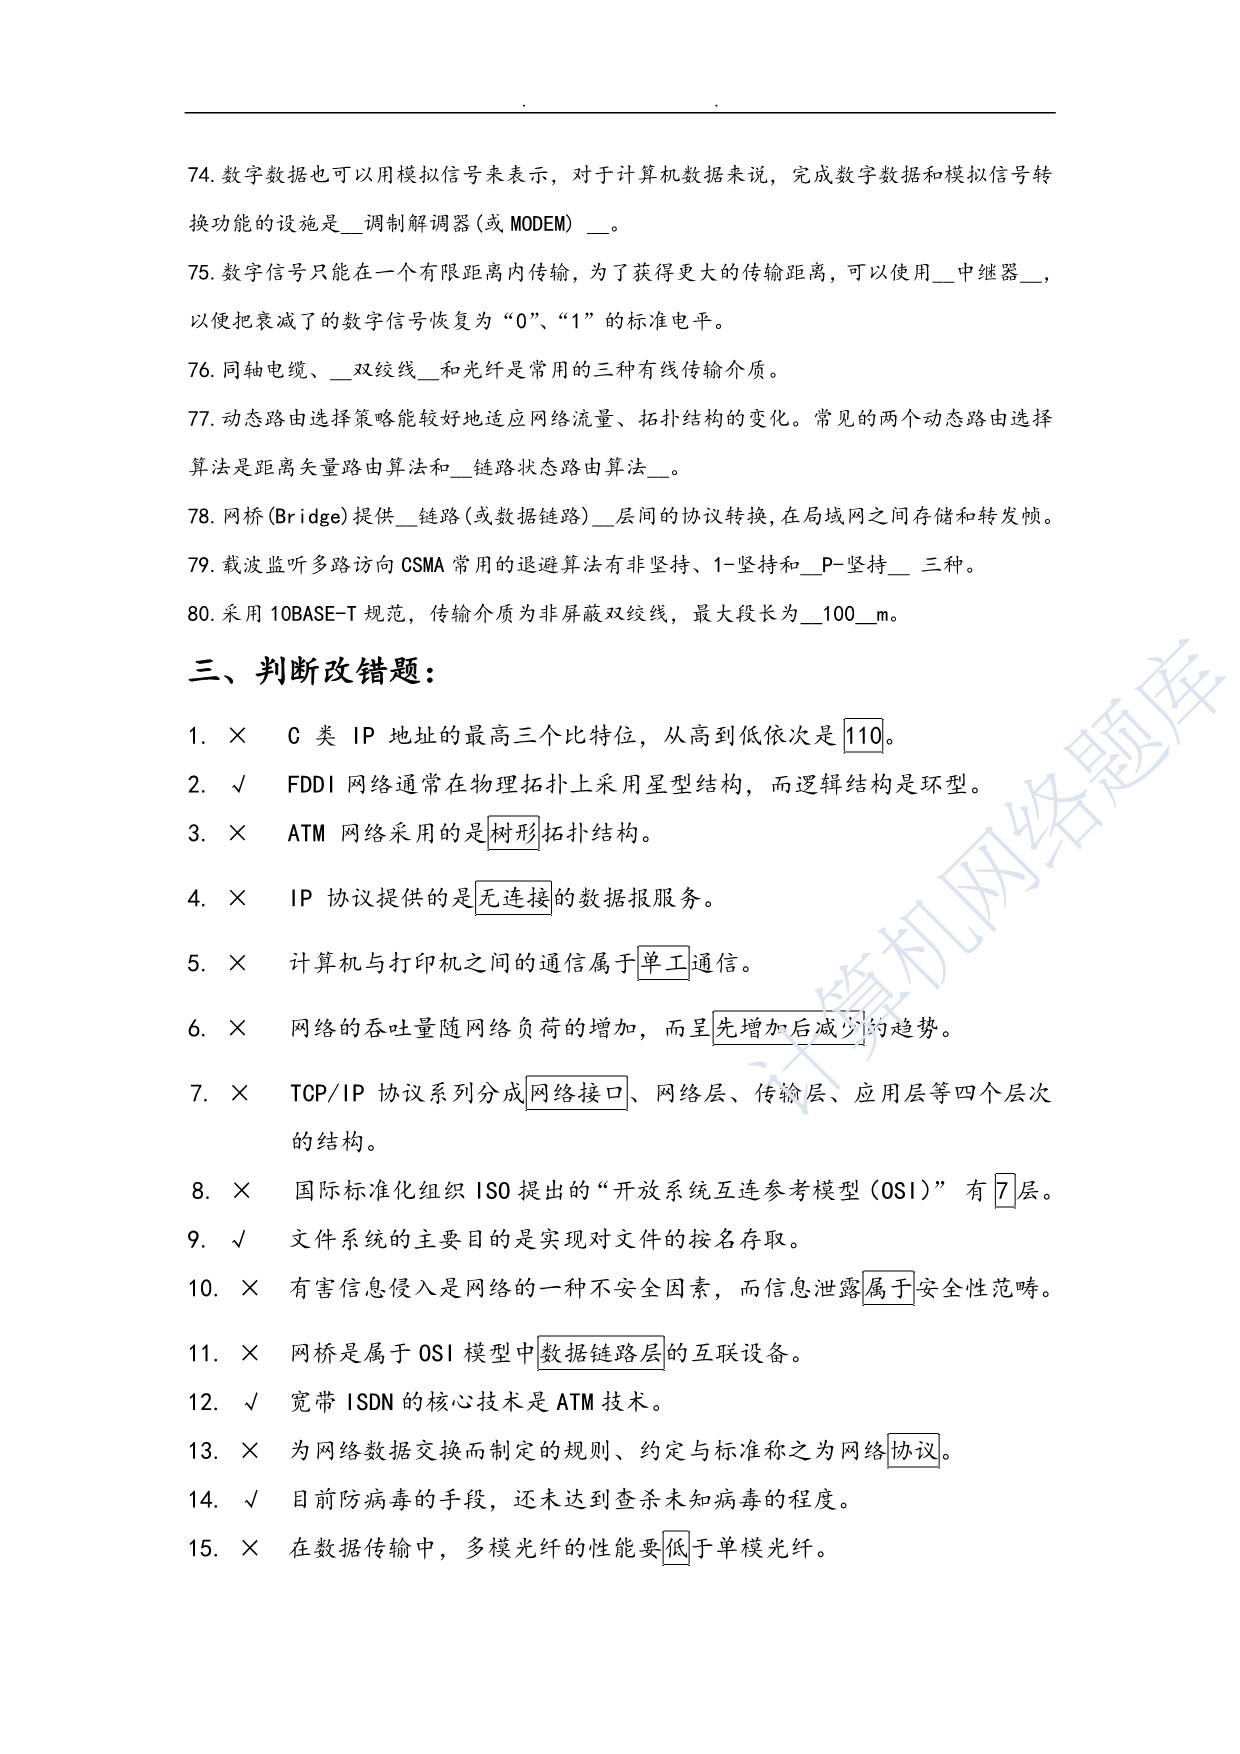 74.数字数据也可以用模拟信号来表示，对于计算机数据来说，完成数字数据和模拟信号转
换功能的设施是__调制解调器(或 MODEM) __。
75.数字信号只能在一个有限距离内传输,为了获得更大的传输距离,可以使用__中继器__,
以便把衰减了的数字信号恢复为“0”、“1”的标准电平。
76.同轴电缆、__双绞线__和光纤是常用的三种有线传输介质。
77.动态路由选择策略能较好地适应网络流量、拓扑结构的变化。常见的两个动态路由选择
算法是距离矢量路由算法和__链路状态路由算法__。
78.网桥(Bridge)提供__链路(或数据链路)__层间的协议转换,在局域网之间存储和转发帧。
79.载波监听多路访向 CSMA 常用的退避算法有非坚持、1-坚持和__P-坚持__ 三种。
80.采用 10BASE-T 规范，传输介质为非屏蔽双绞线，最大段长为__100__m。
三、判断改错题：
1. × C 类 IP 地址的最高三个比特位，从高到低依次是 110。
2. √ FDDI 网络通常在物理拓扑上采用星型结构，而逻辑结构是环型。
3. × ATM 网络采用的是树形拓扑结构。
4. × IP 协议提供的是无连接的数据报服务。
5. × 计算机与打印机之间的通信属于单工通信。
6. × 网络的吞吐量随网络负荷的增加，而呈先增加后减少的趋势。
7. × TCP/IP 协议系列分成网络接口、网络层、传输层、应用层等四个层次
的结构。
8. × 国际标准化组织 ISO 提出的“开放系统互连参考模型（OSI）” 有 7 层。
9. √ 文件系统的主要目的是实现对文件的按名存取。
10. × 有害信息侵入是网络的一种不安全因素，而信息泄露属于安全性范畴。
11. × 网桥是属于 OSI 模型中数据链路层的互联设备。
12. √ 宽带 ISDN 的核心技术是 ATM 技术。
13. × 为网络数据交换而制定的规则、约定与标准称之为网络协议。
14. √ 目前防病毒的手段，还未达到查杀未知病毒的程度。
15. × 在数据传输中，多模光纤的性能要低于单模光纤。
计算机网络题库